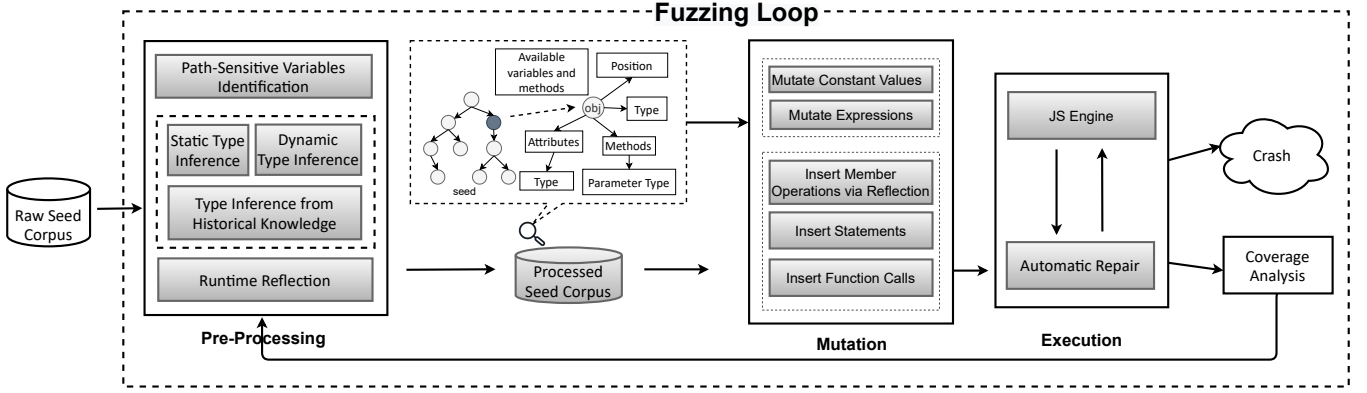 Fuzzing Loop
Raw Seed
Corpus
Path-Sensitive Variables
Identification
Static Type
Inference
Dynamic
Type Inference
Type Inference from
Historical Knowledge
Runtime Reflection
Pre-Processing
Available
variables and
methods
Position
obj
Type
Attributes
Methods
Type
Parameter Type
seed
Processed
Seed Corpus
Mutate Constant Values
Mutate Expressions
Insert Member
Operations via Reflection
Insert Statements
Insert Function Calls
Mutation
JS Engine
Automatic Repair
Execution
Crash
Coverage
Analysis